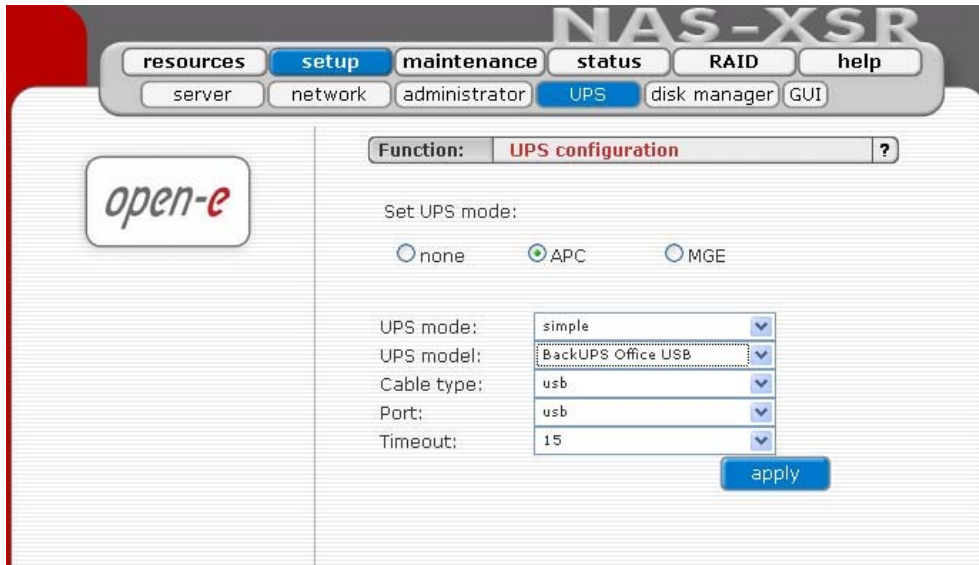 NAS-XSR
resources setup maintenance status RAID help
server network administrator UPS disk manager GUI
Function: UPS configuration ?
open-e
Set UPS mode:
none APC MGE
UPS mode: simple
UPS model: BackUPS Office USB
Cable type: usb
Port: usb
Timeout: 15
apply